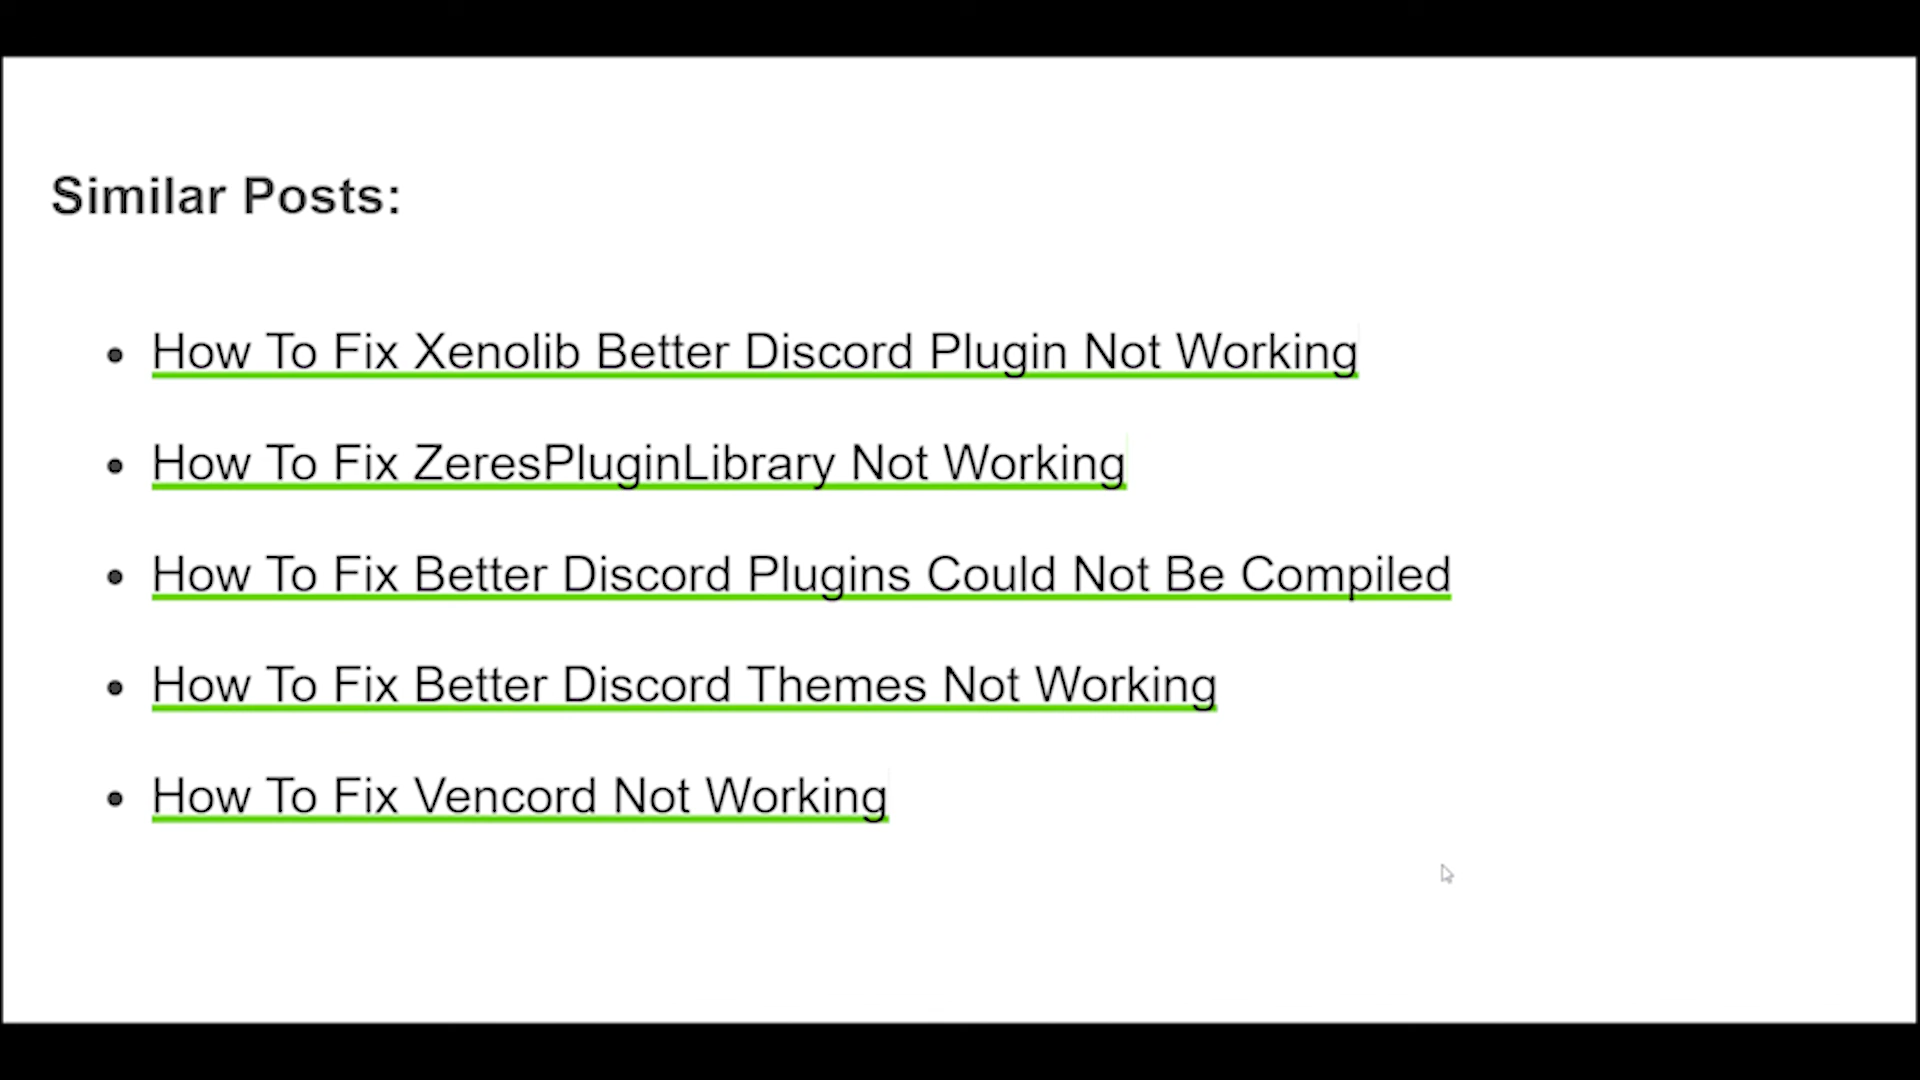 Similar Posts:
How To Fix Xenolib Better Discord Plugin Not Working
How To Fix ZeresPluginLibrary Not Working
How To Fix Better Discord Plugins Could Not Be Compiled
How To Fix Better Discord Themes Not Working
How To Fix Vencord Not Working